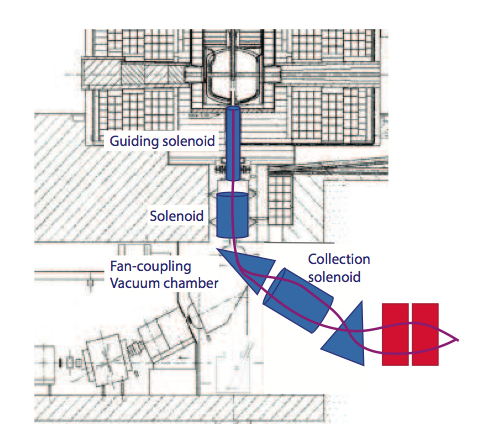 Guiding solenoid
Solenoid
Fan-coupling
Vacuum chamber
Collection
solenoid